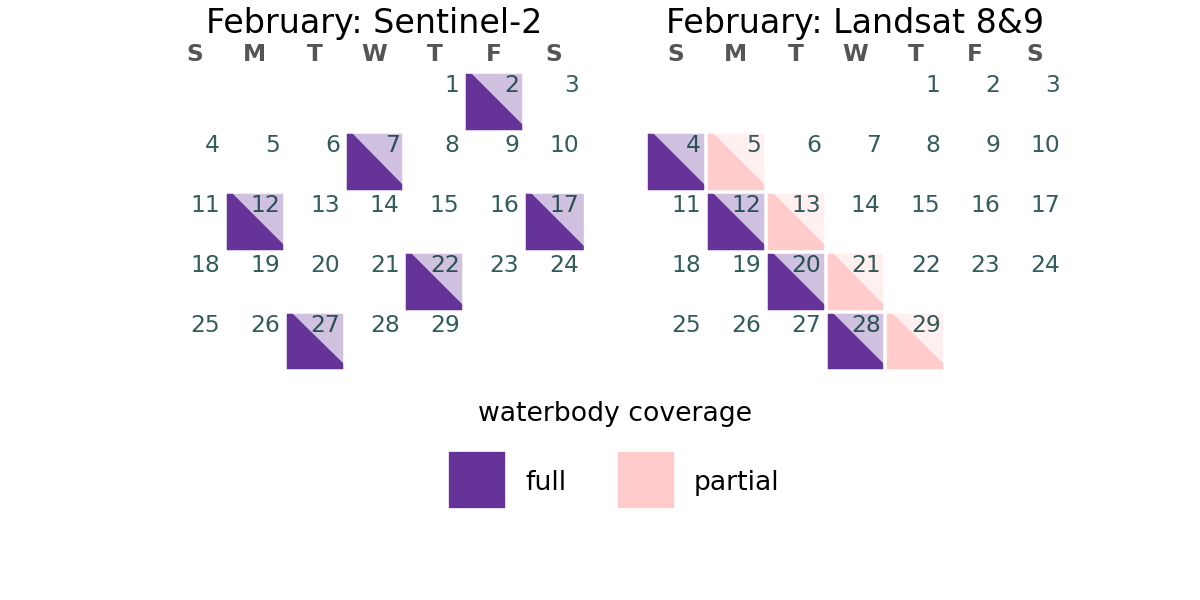 February: Sentinel-2
S M T W T F S
1 2 3
4 5 6 7 8 9 10
11 12 13 14 15 16 17
18 19 20 21 22 23 24
25 26 27 28 29
February: Landsat 8&9
S M T W T F S
1 2 3
4 5 6 7 8 9 10
11 12 13 14 15 16 17
18 19 20 21 22 23 24
25 26 27 28 29
waterbody coverage
full partial